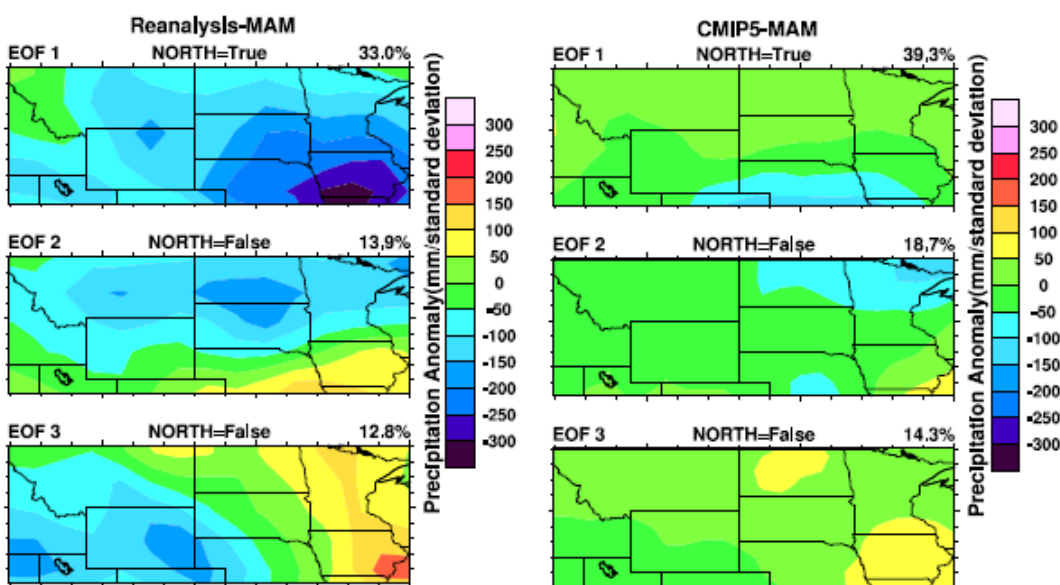 Reanalysis-MAM
EOF 1 NORTH=True 33.0%
EOF 2 NORTH=False 13,9%
EOF 3 NORTH=False 12.8%
300
250
200
150
100
50
0
-50
-100
-150
-200
-250
-300
Precipitation Anomaly(mm/standard deviation)
CMIP5-MAM
EOF 1 NORTH=True 39,3%
EOF 2 NORTH=False 18,7%
EOF 3 NORTH=False 14.3%
300
250
200
150
100
50
0
-50
-100
-150
-200
-250
-300
Precipitation Anomaly(mm/standard deviation)